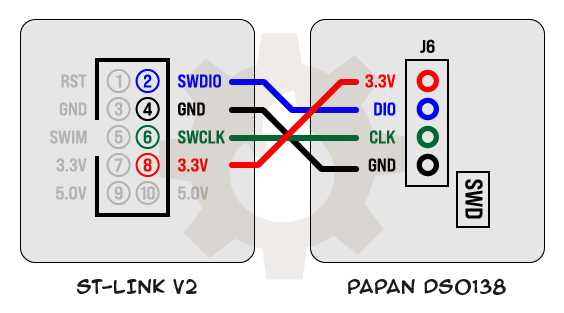 J6
RST 1 2 SWDIO
GND 3 4 GND
SWIM 5 6 SWCLK
3.3V 7 8 3.3V
5.0V 9 10 5.0V
3.3V
DIO
CLK
GND
SWD
ST-LINK V2
PAPAN DSO138